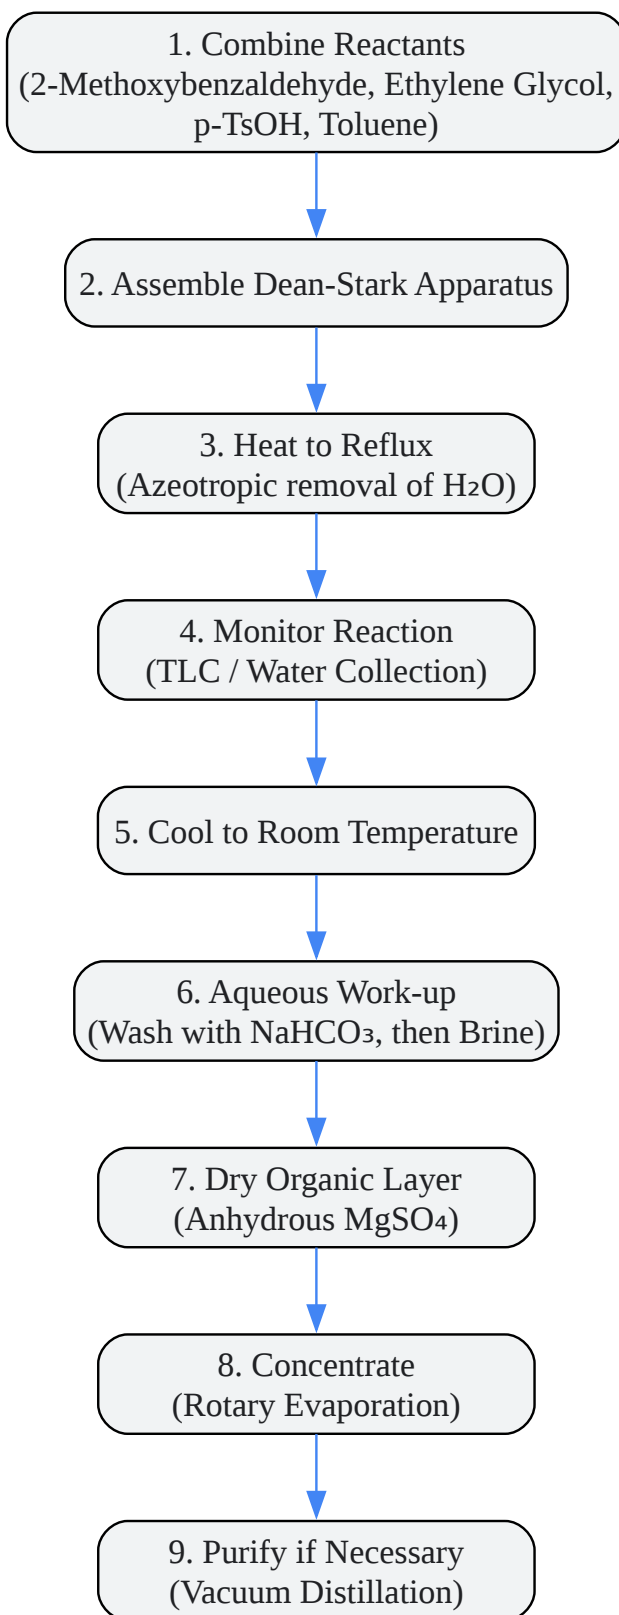 1. Combine Reactants
(2-Methoxybenzaldehyde, Ethylene Glycol,
p-TsOH, Toluene)
2. Assemble Dean-Stark Apparatus
3. Heat to Reflux
(Azeotropic removal of H₂O)
4. Monitor Reaction
(TLC / Water Collection)
5. Cool to Room Temperature
6. Aqueous Work-up
(Wash with NaHCO₃, then Brine)
7. Dry Organic Layer
(Anhydrous MgSO₄)
8. Concentrate
(Rotary Evaporation)
9. Purify if Necessary
(Vacuum Distillation)